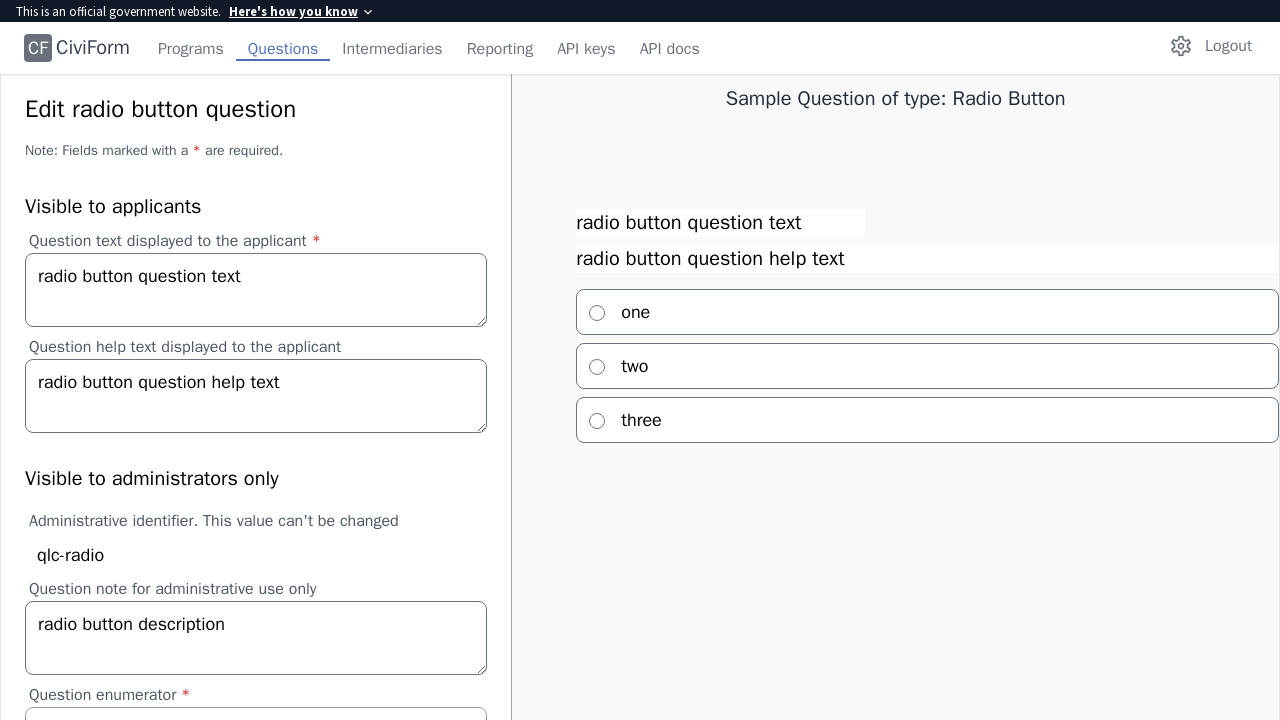 This is an official government website. Here's how you know
CF CiviForm Programs Questions Intermediaries Reporting API keys API docs Logout
Edit radio button question
Note: Fields marked with a * are required.
Visible to applicants
Question text displayed to the applicant *
radio button question text
Question help text displayed to the applicant
radio button question help text
Visible to administrators only
Administrative identifier. This value can't be changed
qlc-radio
Question note for administrative use only
radio button description
Question enumerator *
Sample Question of type: Radio Button
radio button question text
radio button question help text
one
two
three